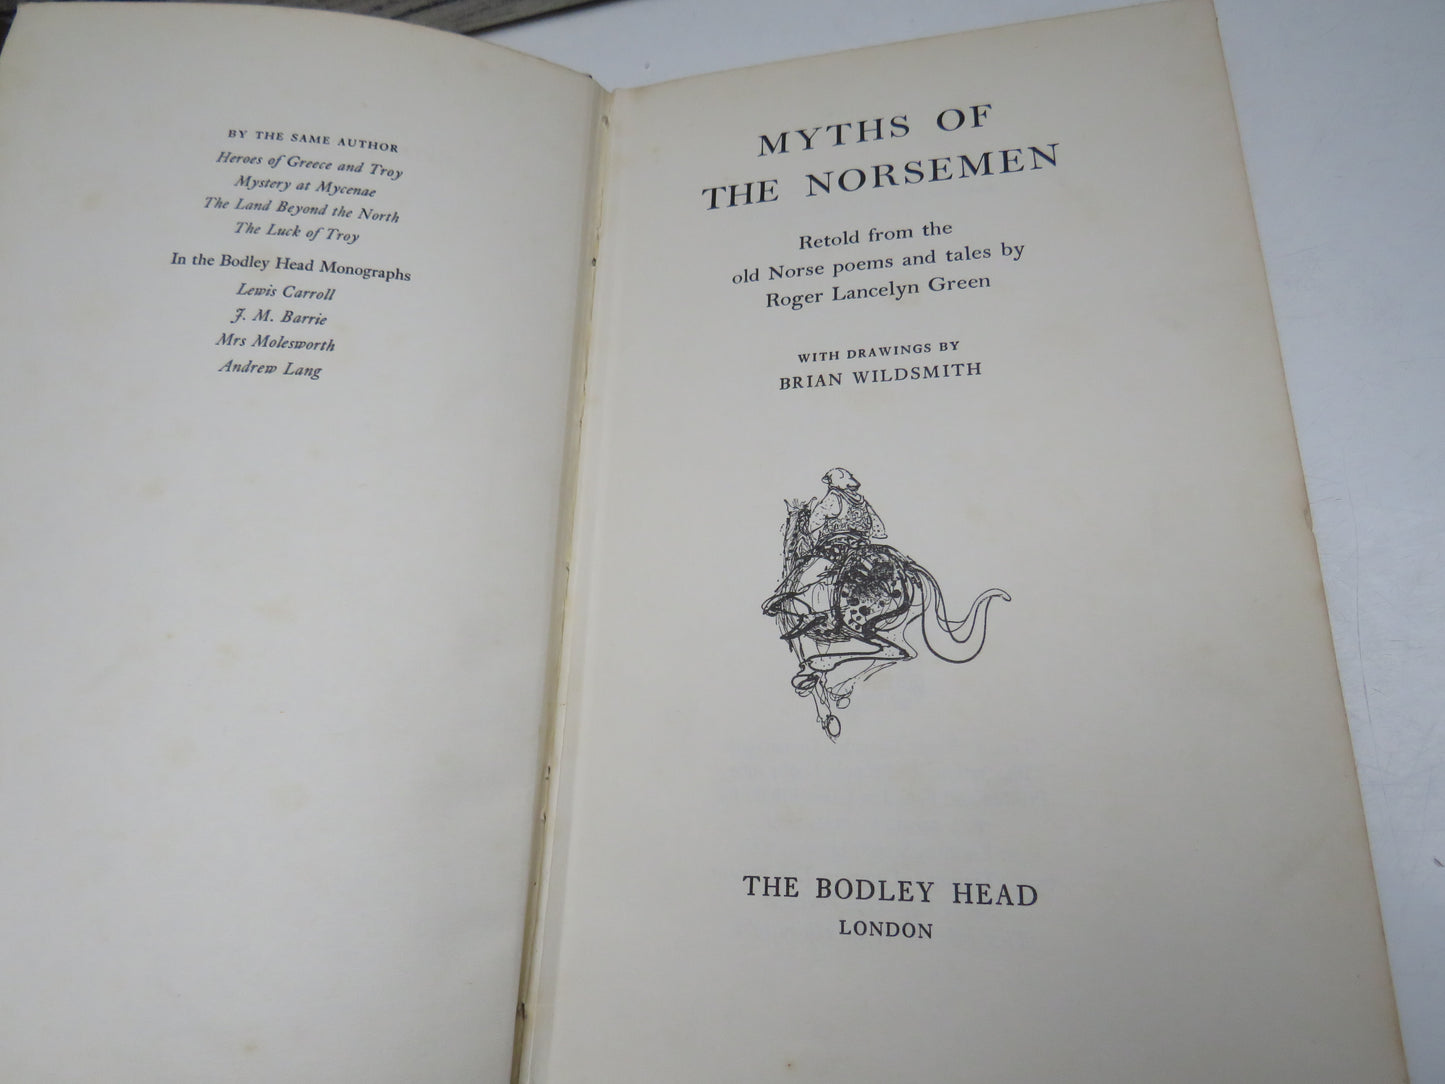 BY THE SAME AUTHOR
Heroes of Greece and Troy
Mystery at Mycenae
The Land Beyond the North
The Luck of Troy
In the Bodley Head Monographs
Lewis Carroll
J. M. Barrie
Mrs Molesworth
Andrew Lang
MYTHS OF
THE NORSEMEN
Retold from the
old Norse poems and tales by
Roger Lancelyn Green
WITH DRAWINGS BY
BRIAN WILDSMITH
THE BODLEY HEAD
LONDON